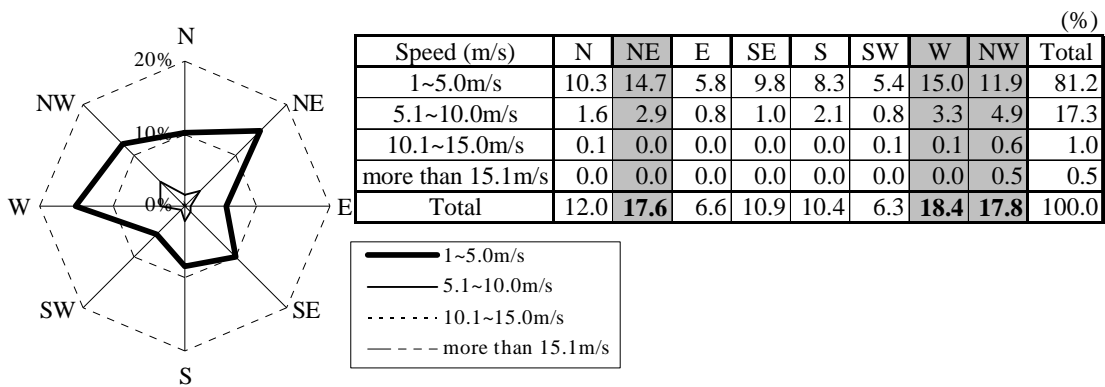 (%)
Speed (m/s) N NE E SE S SW W NW Total
1~5.0m/s 10.3 14.7 5.8 9.8 8.3 5.4 15.0 11.9 81.2
5.1~10.0m/s 1.6 2.9 0.8 1.0 2.1 0.8 3.3 4.9 17.3
10.1~15.0m/s 0.1 0.0 0.0 0.0 0.0 0.1 0.1 0.6 1.0
more than 15.1m/s 0.0 0.0 0.0 0.0 0.0 0.0 0.0 0.5 0.5
Total 12.0 17.6 6.6 10.9 10.4 6.3 18.4 17.8 100.0
N
20%
NW
NE
10%
W
0%
E
SW
SE
S
1~5.0m/s
5.1~10.0m/s
10.1~15.0m/s
more than 15.1m/s